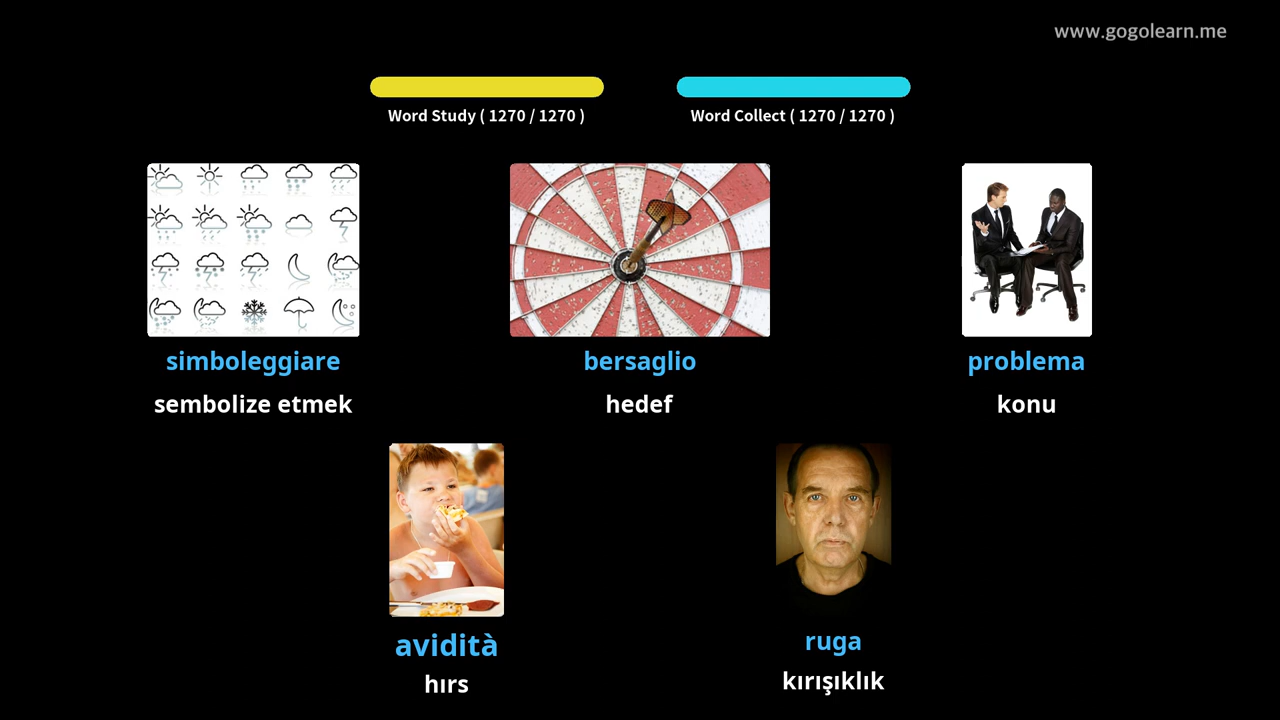 www.gogolearn.me
Word Study ( 1270 / 1270 )
Word Collect ( 1270 / 1270 )
simboleggiare
bersaglio
problema
sembolize etmek
hedef
konu
avidità
ruga
hırs
kırışıklık